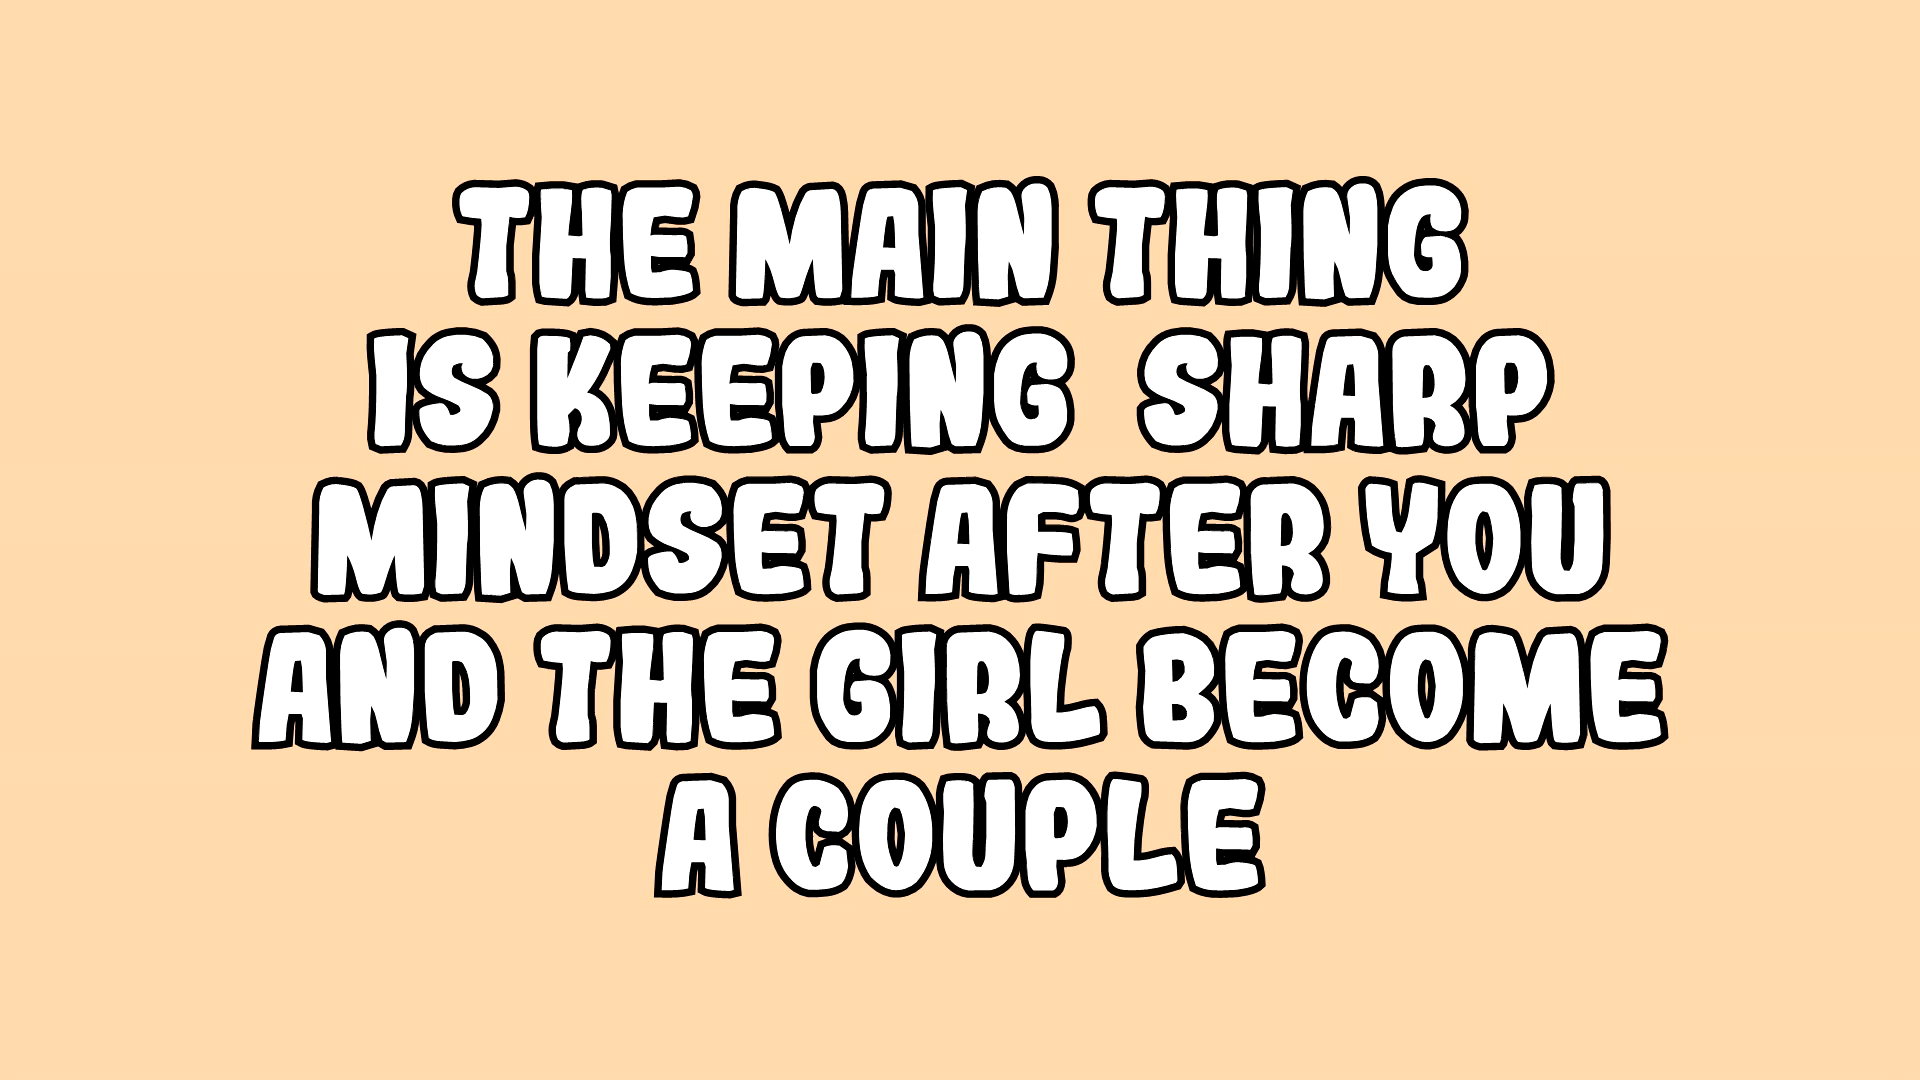 THE MAIN THING
IS KEEPING  SHARP
MINDSET AFTER YOU
AND THE GIRL BECOME
A COUPLE